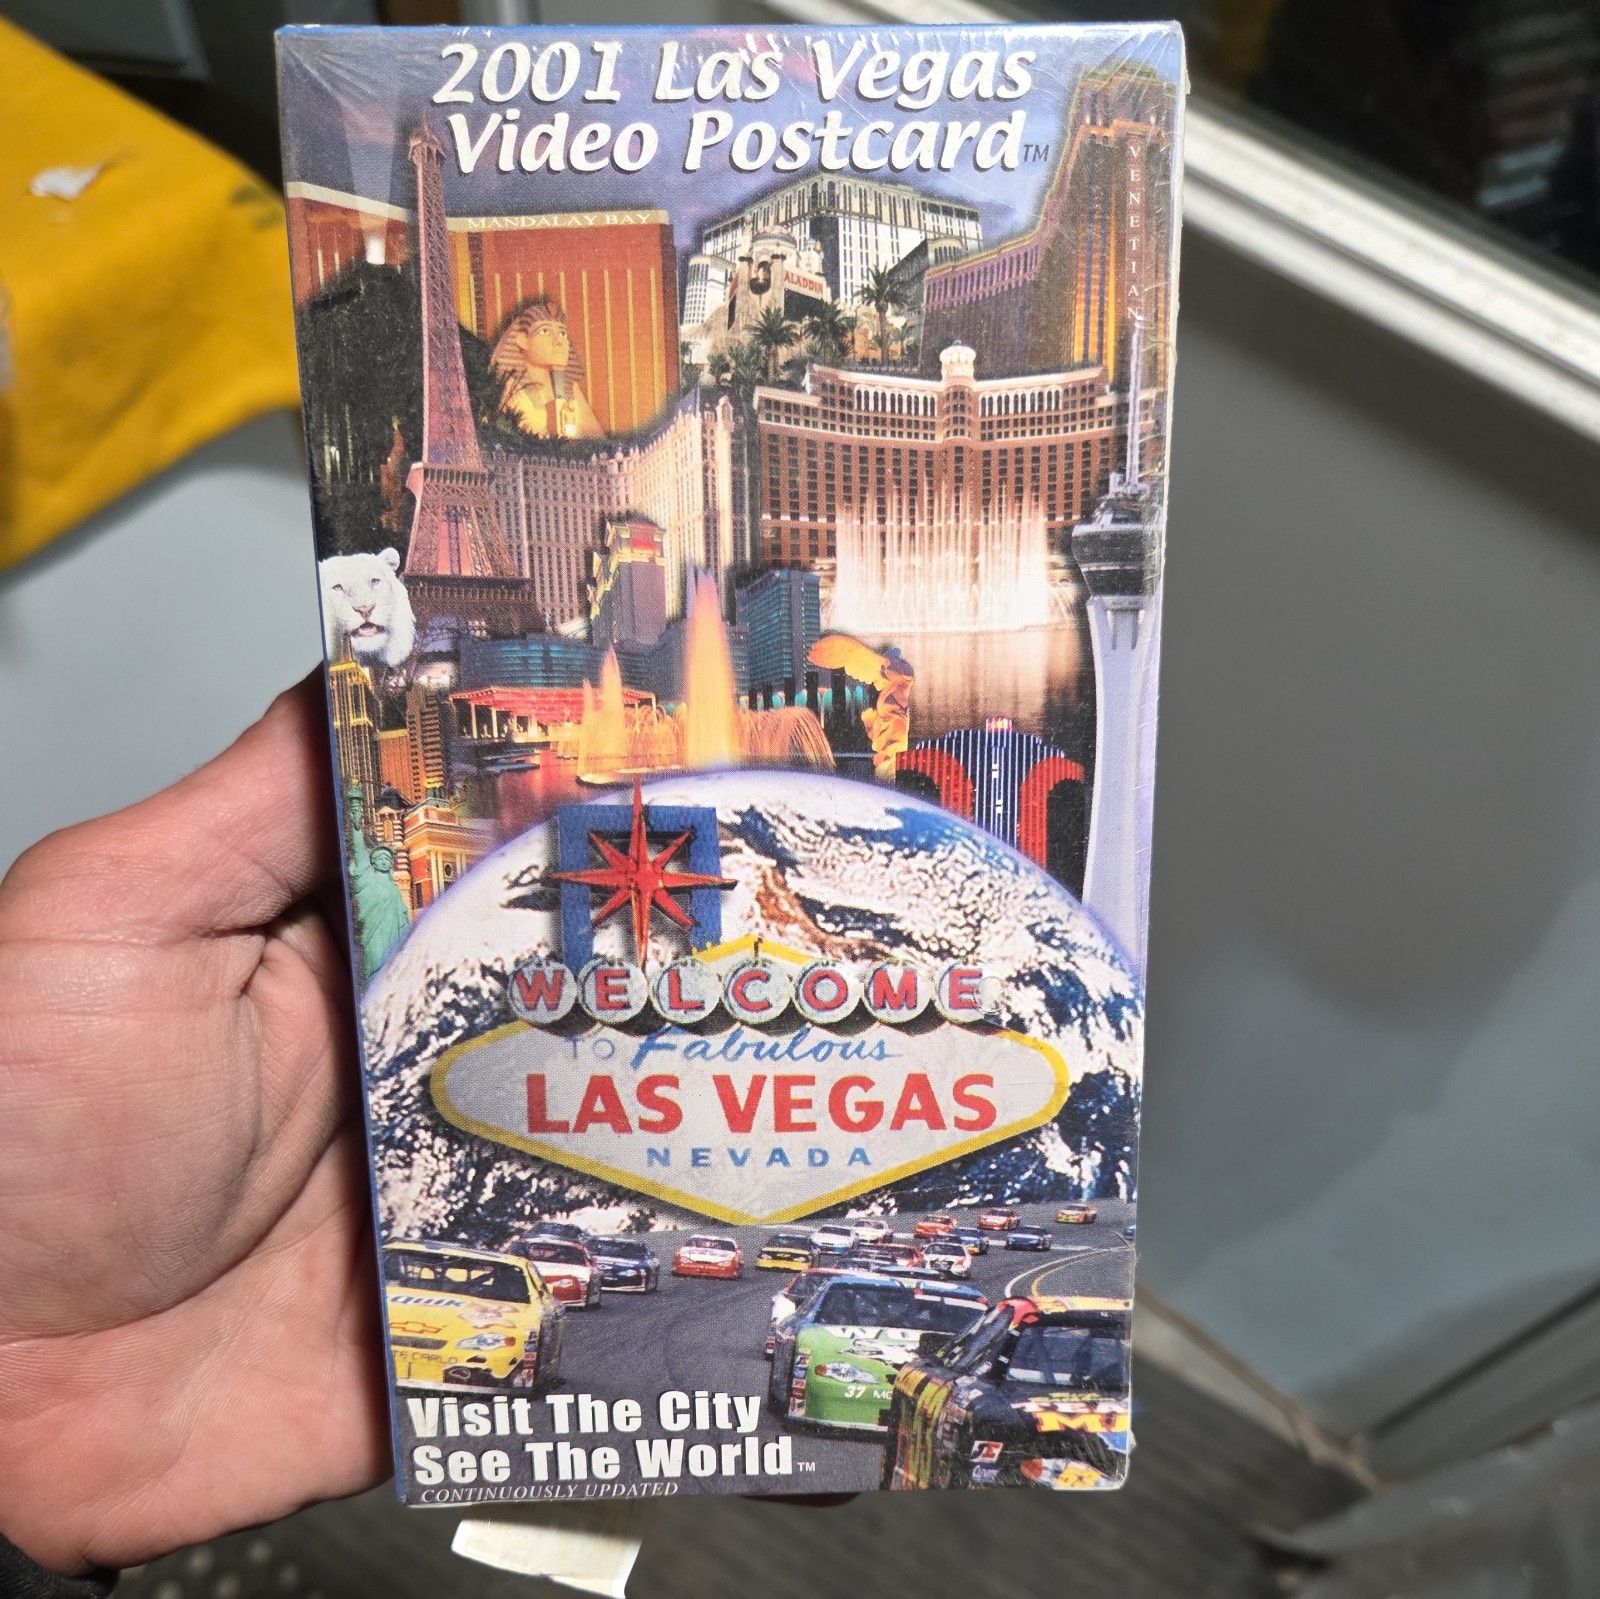 2001 Las Vegas
Video Postcard™
MANDALAY BAY
VENETIAN
ALADDIN
WELCOME
TO Fabulous
LAS VEGAS
NEVADA
37
Visit The City
See The World™
CONTINUOUSLY UPDATED